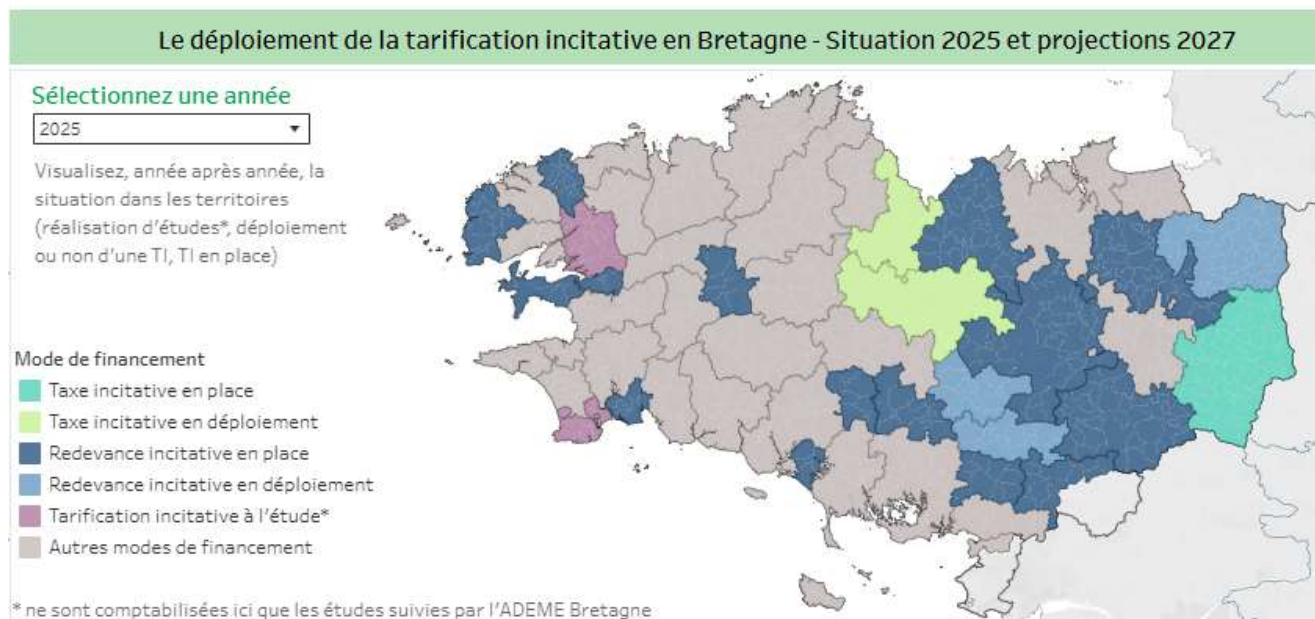 Le déploiement de la tarification incitative en Bretagne - Situation 2025 et projections 2027
Sélectionnez une année
2025
Visualisez, année après année, la
situation dans les territoires
(réalisation d'études*, déploiement
ou non d'une TI, TI en place)
Mode de financement
Taxe incitative en place
Taxe incitative en déploiement
Redevance incitative en place
Redevance incitative en déploiement
Tarification incitative à l'étude*
Autres modes de financement
* ne sont comptabilisées ici que les études suivies par l'ADEME Bretagne